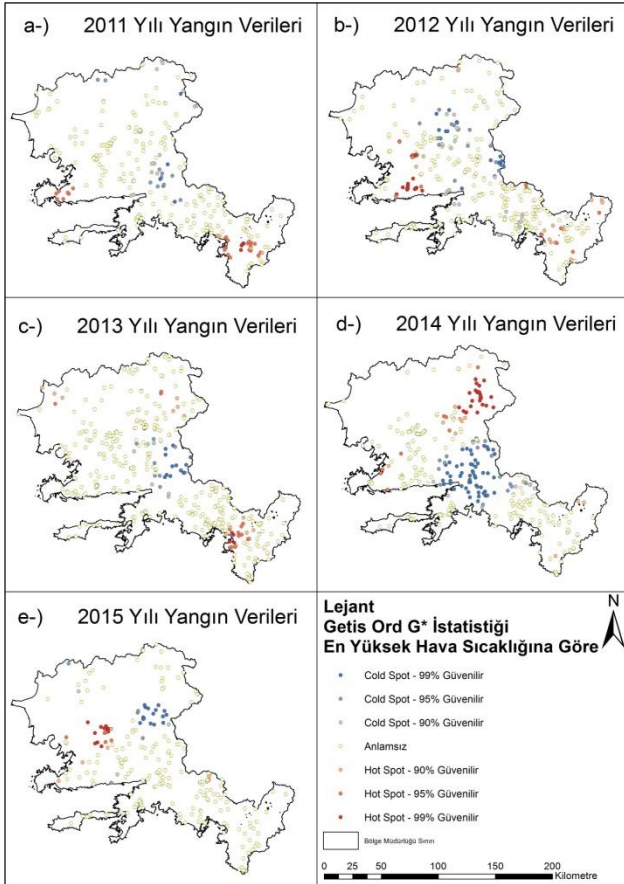 a-) 2011 Yılı Yangın Verileri
b-) 2012 Yılı Yangın Verileri
c-) 2013 Yılı Yangın Verileri
d-) 2014 Yılı Yangın Verileri
e-) 2015 Yılı Yangın Verileri
Lejant
Getis Ord G* İstatistiği
En Yüksek Hava Sıcaklığına Göre
N
Cold Spot - 99% Güvenilir
Cold Spot - 95% Güvenilir
Cold Spot - 90% Güvenilir
Anlamsız
Hot Spot - 90% Güvenilir
Hot Spot - 95% Güvenilir
Hot Spot - 99% Güvenilir
Bölge Müdürlüğü Sınırı
0 25 50 100 150 200
Kilometre